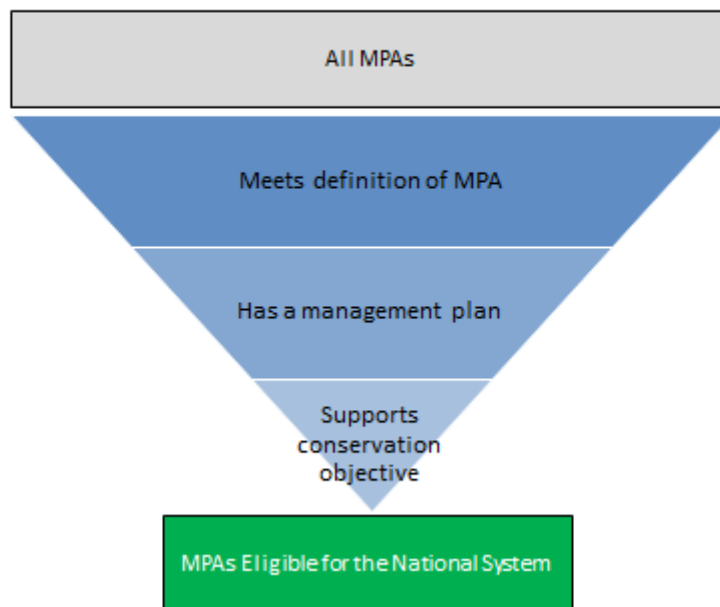 All MPAs
Meets definition of MPA
Has a management plan
Supports
conservation
objective
MPAs Eligible for the National System